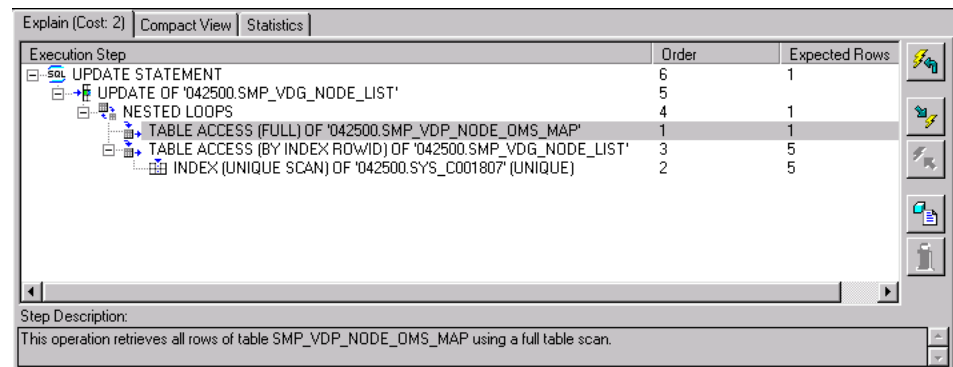 Explain (Cost: 2) Compact View Statistics
Execution Step Order Expected Rows
SQL UPDATE STATEMENT 6 1
UPDATE OF '042500.SMP_VDG_NODE_LIST' 5
NESTED LOOPS 4 1
TABLE ACCESS (FULL) OF '042500.SMP_VDP_NODE_OMS_MAP' 1 1
TABLE ACCESS (BY INDEX ROWID) OF '042500.SMP_VDG_NODE_LIST' 3 5
INDEX (UNIQUE SCAN) OF '042500.SYS_C001807' (UNIQUE) 2 5
Step Description:
This operation retrieves all rows of table SMP_VDP_NODE_OMS_MAP using a full table scan.